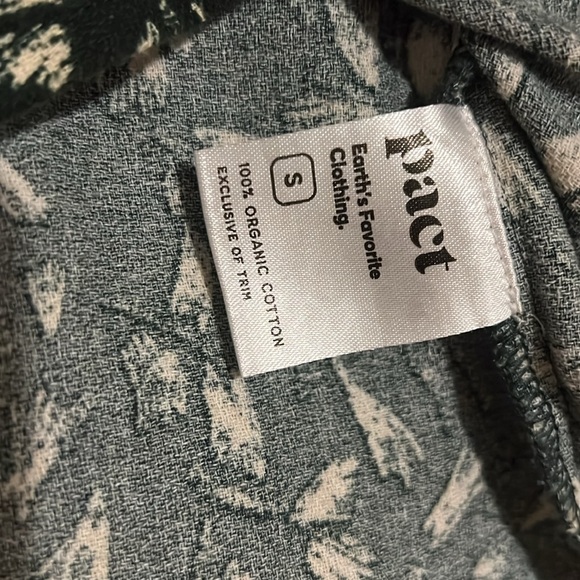 pact
Earth's Favorite
Clothing.
S
100% ORGANIC COTTON
EXCLUSIVE OF TRIM